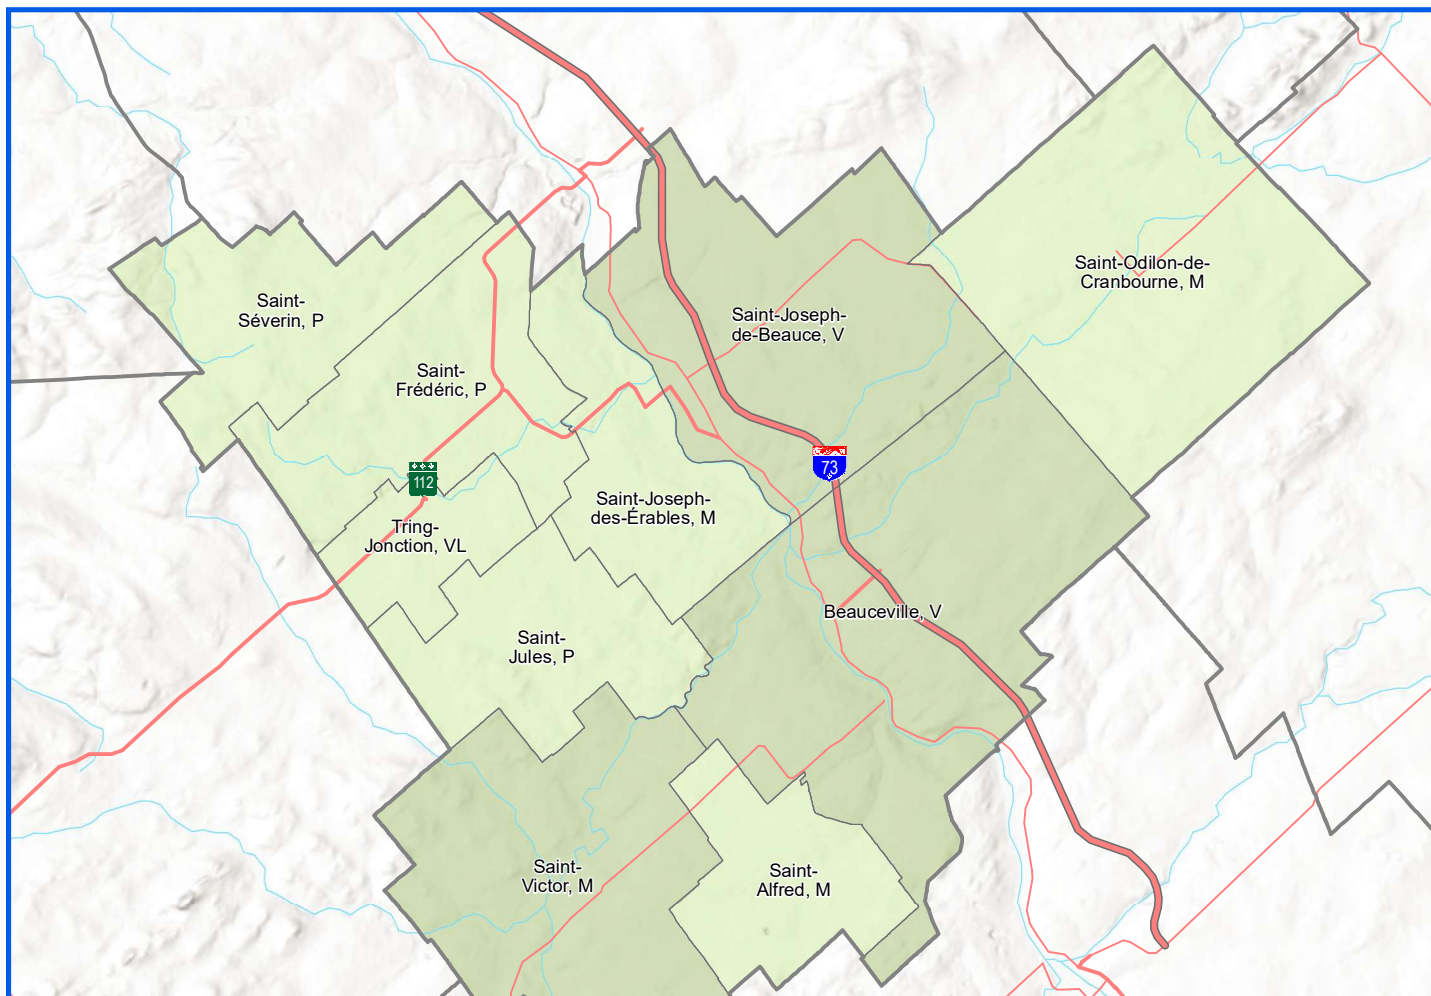 Saint-Odilon-de-
Cranbourne, M
Saint-
Séverin, P
Saint-Joseph-
de-Beauce, V
Saint-
Frédéric, P
73
112
Saint-Joseph-
des-Érables, M
Tring-
Jonction, VL
Beauceville, V
Saint-
Jules, P
Saint-
Victor, M
Saint-
Alfred, M